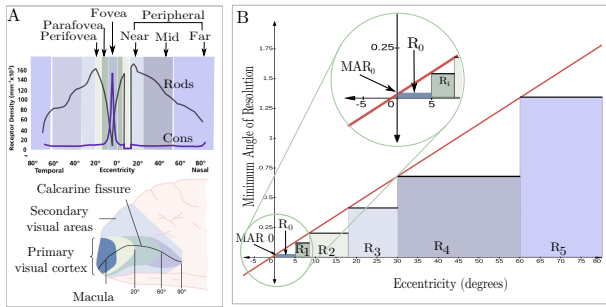 A
Fovea
Parafovea
Perifovea
Peripheral
Near Mid Far
Receptor Density (mm⁻²×10³)
160
140
120
100
80
60
40
20
0
Rods
Cons
80° 60° 40° 20° 0° 20° 40° 60° 80°
Temporal Eccentricity Nasal
Calcarine fissure
Secondary
visual areas
Primary
visual cortex
Macula
20° 60° 90°
B
Minimum Angle of Resolution
1.75
1.5
1.25
1
0.75
0.5
0.25
0.25
R₀
MAR₀
R₁
-5 5
R₀
MAR 0
R₁ R₂ R₃ R₄ R₅
-5 0 5 10 15 20 25 30 35 40 45 50 55 60 65 70 75 80
Eccentricity (degrees)